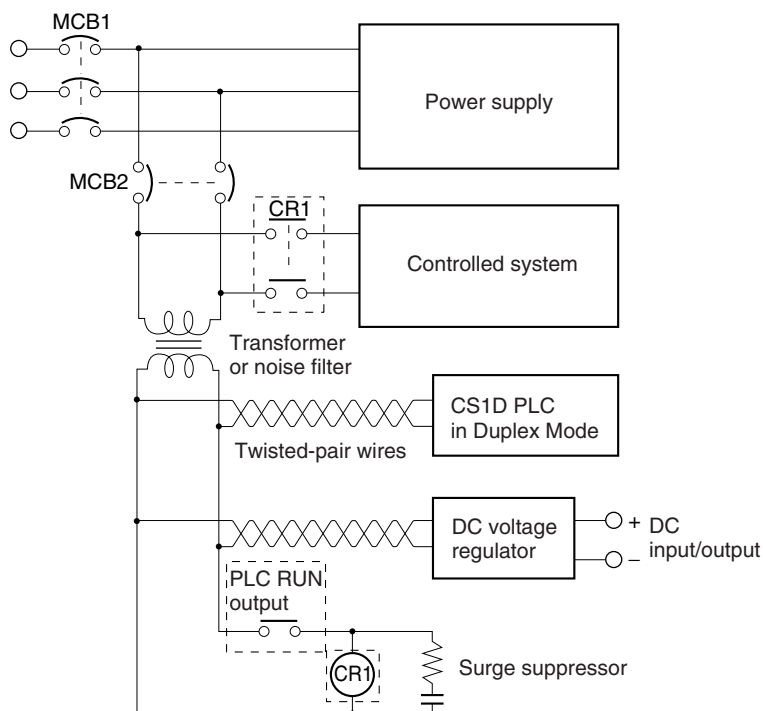 MCB1
Power supply
MCB2
CR1
Controlled system
Transformer
or noise filter
CS1D PLC
in Duplex Mode
Twisted-pair wires
DC voltage
regulator
+ DC
– input/output
PLC RUN
output
CR1
Surge suppressor